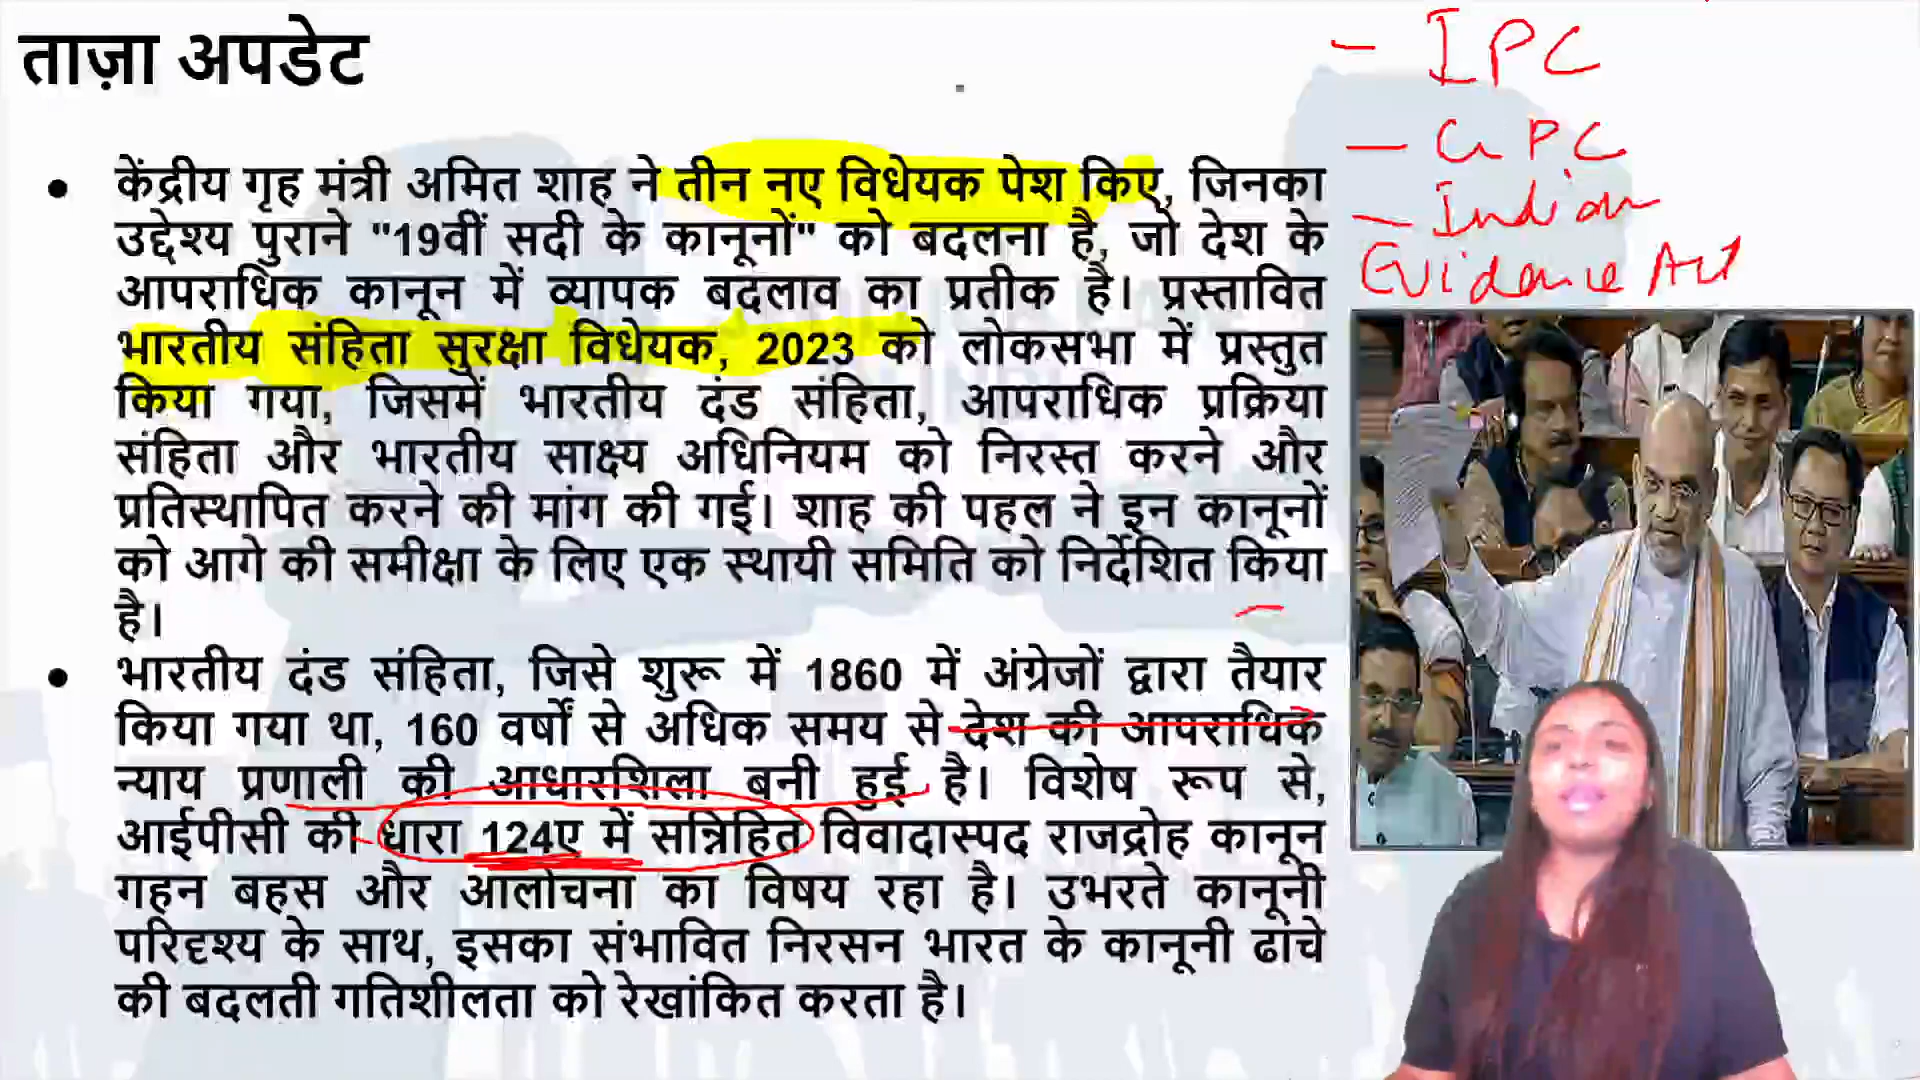 ताज़ा अपडेट
- IPC
- CrPC
- Indian
Evidence Act
• केंद्रीय गृह मंत्री अमित शाह ने तीन नए विधेयक पेश किए, जिनका
उद्देश्य पुराने "19वीं सदी के कानूनों" को बदलना है, जो देश के
आपराधिक कानून में व्यापक बदलाव का प्रतीक है। प्रस्तावित
भारतीय संहिता सुरक्षा विधेयक, 2023 को लोकसभा में प्रस्तुत
किया गया, जिसमें भारतीय दंड संहिता, आपराधिक प्रक्रिया
संहिता और भारतीय साक्ष्य अधिनियम को निरस्त करने और
प्रतिस्थापित करने की मांग की गई। शाह की पहल ने इन कानूनों
को आगे की समीक्षा के लिए एक स्थायी समिति को निर्देशित किया
है।
• भारतीय दंड संहिता, जिसे शुरू में 1860 में अंग्रेजों द्वारा तैयार
किया गया था, 160 वर्षों से अधिक समय से देश की आपराधिक
न्याय प्रणाली की आधारशिला बनी हुई है। विशेष रूप से,
आईपीसी की धारा 124ए में सन्निहित विवादास्पद राजद्रोह कानून
गहन बहस और आलोचना का विषय रहा है। उभरते कानूनी
परिदृश्य के साथ, इसका संभावित निरसन भारत के कानूनी ढांचे
की बदलती गतिशीलता को रेखांकित करता है।